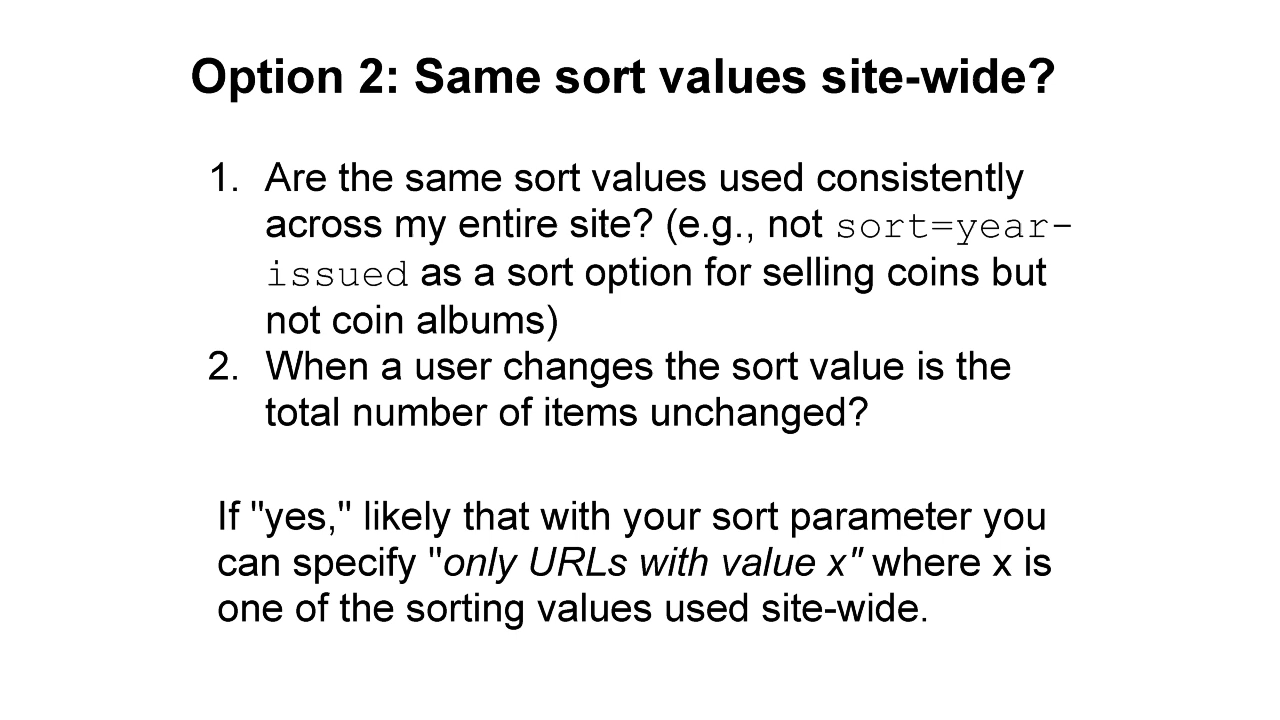 Option 2: Same sort values site-wide?
1. Are the same sort values used consistently
across my entire site? (e.g., not sort=year-
issued as a sort option for selling coins but
not coin albums)
2. When a user changes the sort value is the
total number of items unchanged?
If "yes," likely that with your sort parameter you
can specify "only URLs with value x" where x is
one of the sorting values used site-wide.